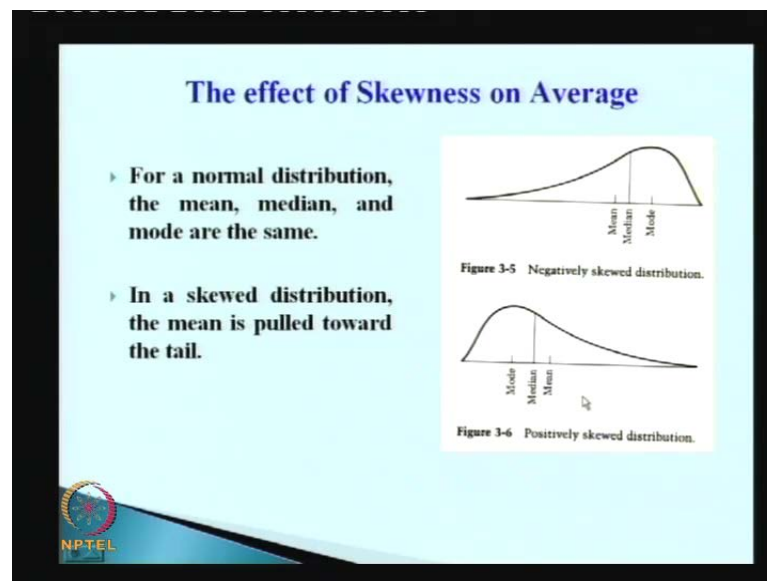 The effect of Skewness on Average
For a normal distribution,
the mean, median, and
mode are the same.
In a skewed distribution,
the mean is pulled toward
the tail.
Mean
Median
Mode
Figure 3-5 Negatively skewed distribution.
Mode
Median
Mean
Figure 3-6 Positively skewed distribution.
NPTEL